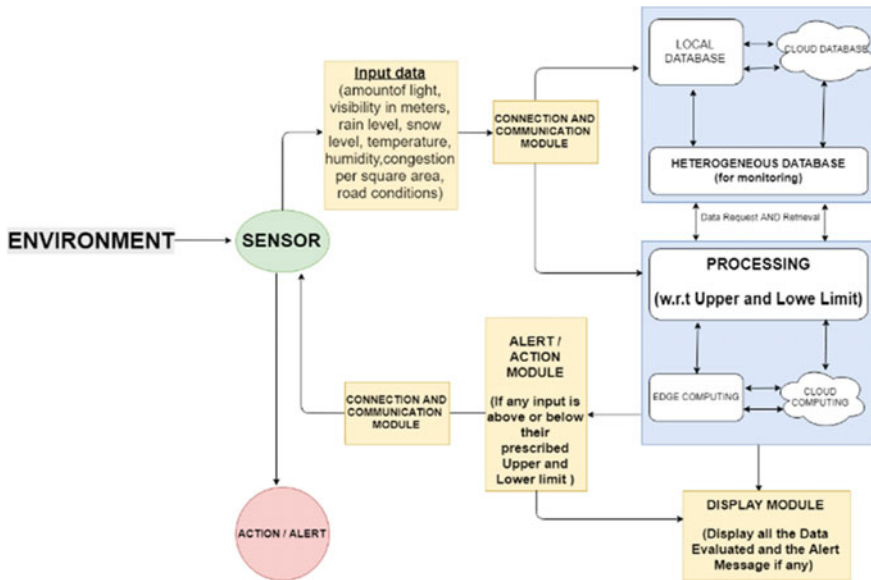 ENVIRONMENT
SENSOR
Input data
(amountof light,
visibility in meters,
rain level, snow
level, temperature,
humidity,congestion
per square area,
road conditions)
CONNECTION AND
COMMUNICATION
MODULE
LOCAL
DATABASE
CLOUD DATABASE
HETEROGENEOUS DATABASE
(for monitoring)
Data Request AND Retrieval
PROCESSING
(w.r.t Upper and Lowe Limit)
EDGE COMPUTING
CLOUD
COMPUTING
ALERT /
ACTION
MODULE
(If any input is
above or below
their
prescribed
Upper and
Lower limit )
CONNECTION AND
COMMUNICATION
MODULE
ACTION / ALERT
DISPLAY MODULE
(Display all the Data
Evaluated and the Alert
Message if any)